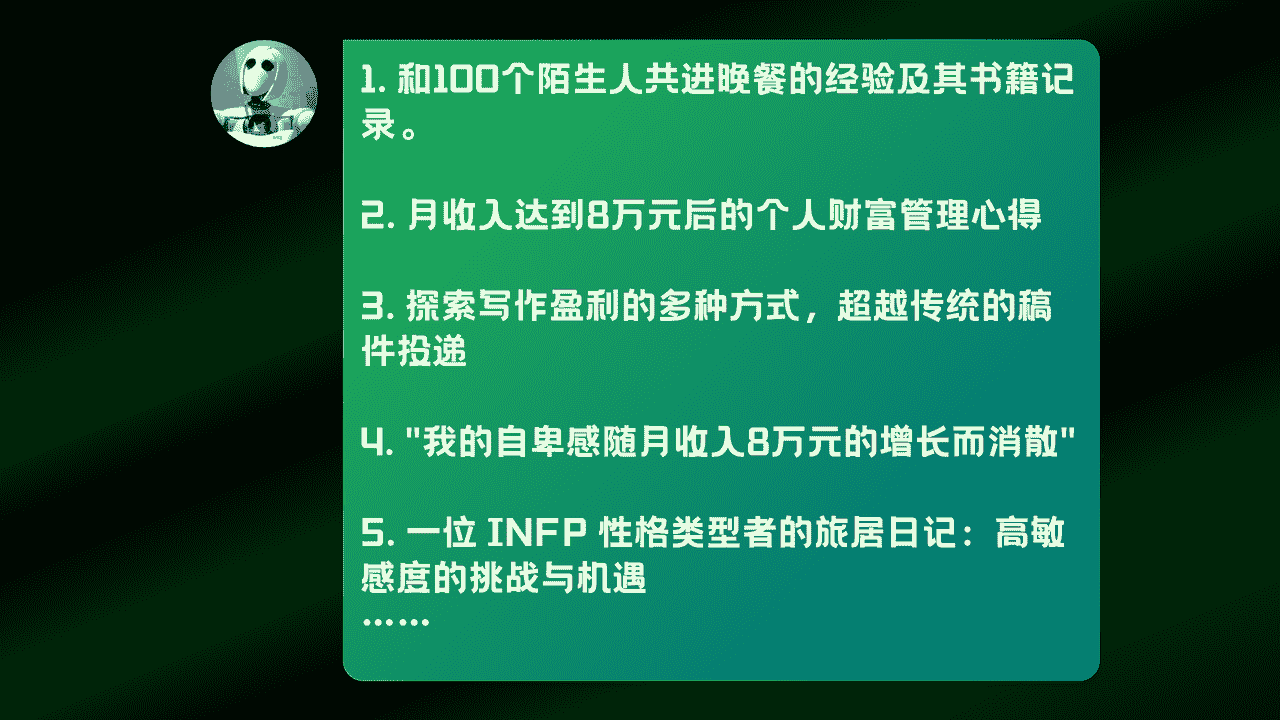 1. 和100个陌生人共进晚餐的经验及其书籍记
录。
2. 月收入达到8万元后的个人财富管理心得
3. 探索写作盈利的多种方式，超越传统的稿
件投递
4. "我的自卑感随月收入8万元的增长而消散"
5. 一位 INFP 性格类型者的旅居日记：高敏
感度的挑战与机遇
……